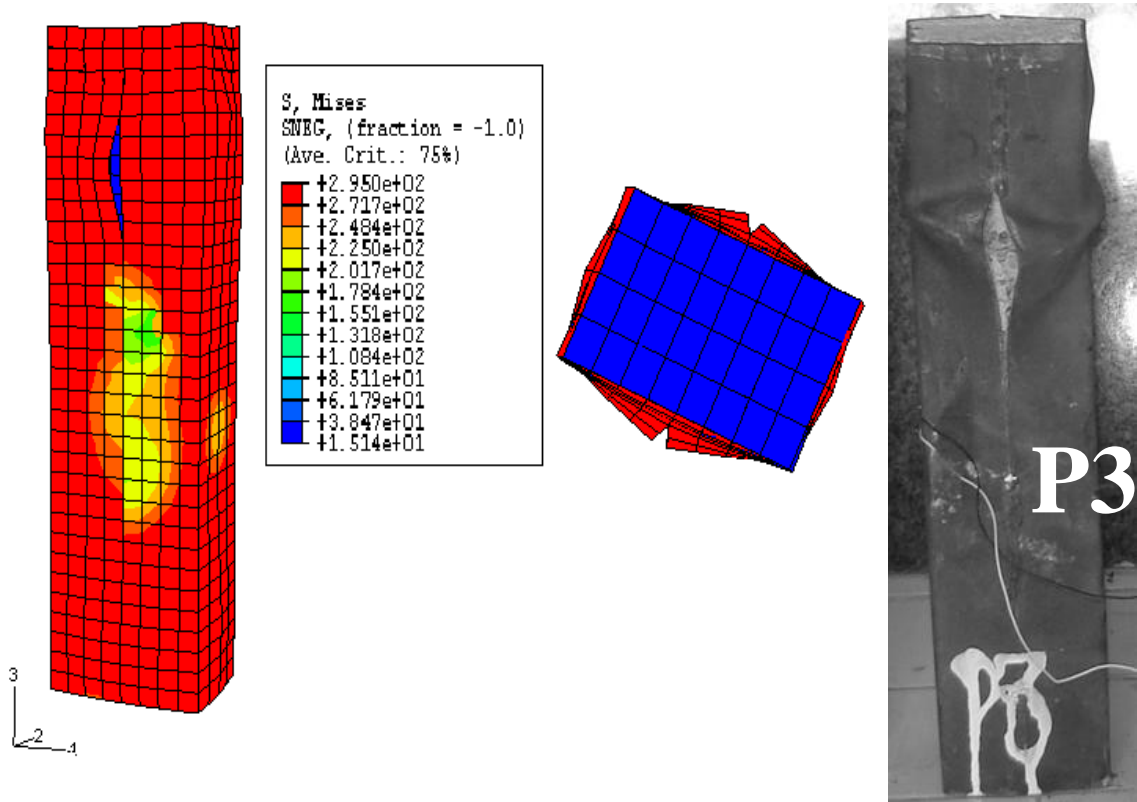 S, Mises
SNEG, (fraction = -1.0)
(Ave. Crit.: 75%)
+2.950e+02
+2.717e+02
+2.484e+02
+2.250e+02
+2.017e+02
+1.784e+02
+1.551e+02
+1.318e+02
+1.084e+02
+8.511e+01
+6.179e+01
+3.847e+01
+1.514e+01
3
2
1
P3
P3